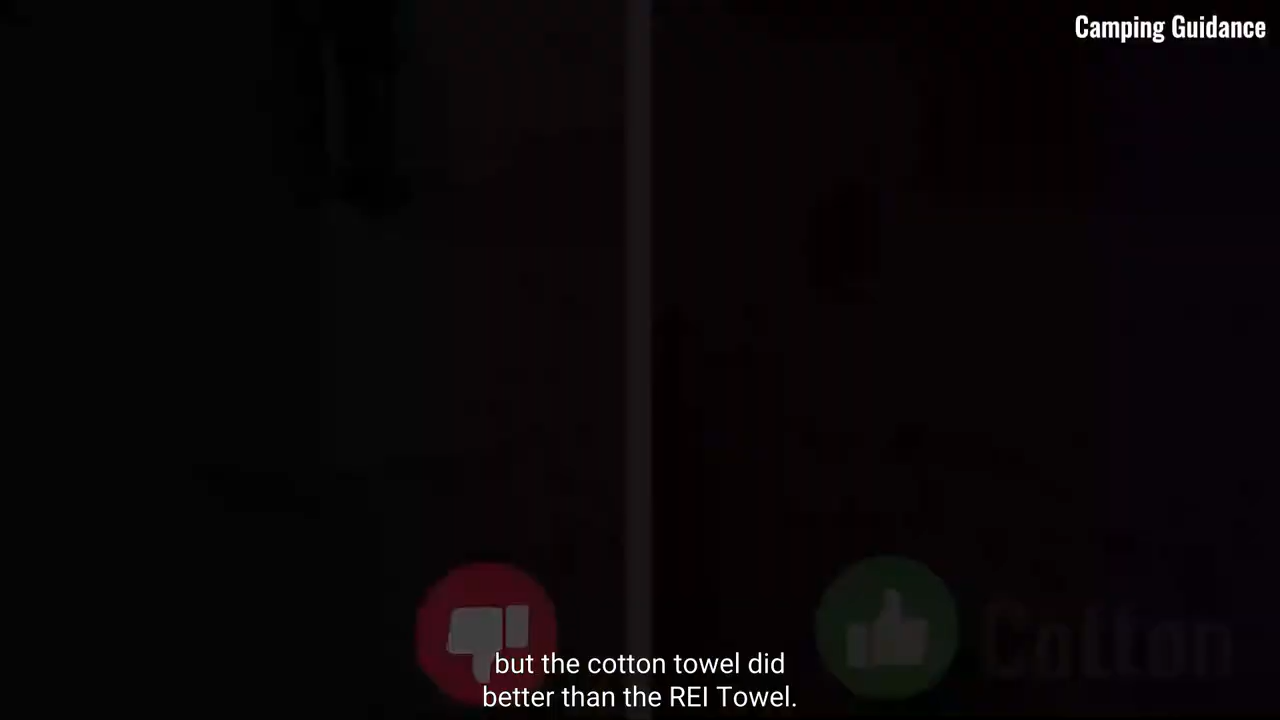 Camping Guidance
but the cotton towel did
better than the REI Towel.
Cotton